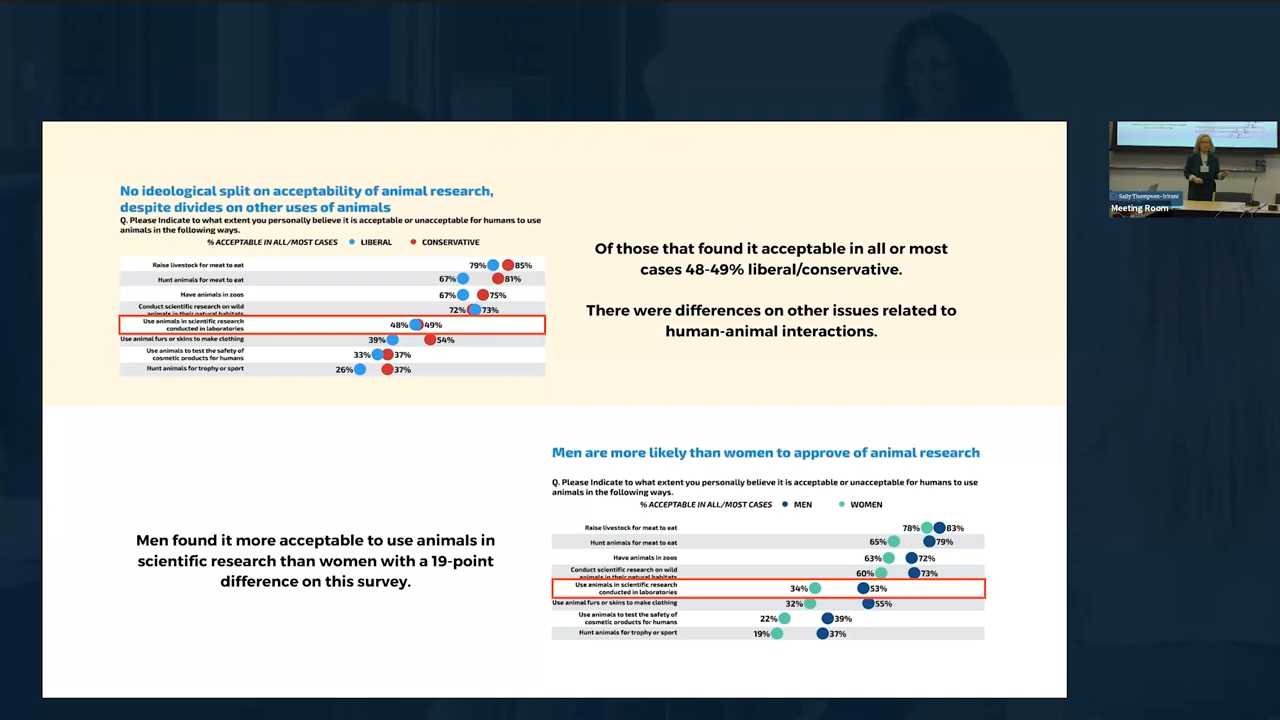 No ideological split on acceptability of animal research,
despite divides on other uses of animals
Q. Please Indicate to what extent you personally believe it is acceptable or unacceptable for humans to use
animals in the following ways.
% ACCEPTABLE IN ALL/MOST CASES LIBERAL CONSERVATIVE
Raise livestock for meat to eat 79% 85%
Hunt animals for meat to eat 67% 81%
Have animals in zoos 67% 75%
Conduct scientific research on wild
animals in their natural habitats 72% 73%
Use animals in scientific research
conducted in laboratories 48% 49%
Use animal furs or skins to make clothing 39% 54%
Use animals to test the safety of
cosmetic products for humans 33% 37%
Hunt animals for trophy or sport 26% 37%
Of those that found it acceptable in all or most
cases 48-49% liberal/conservative.
There were differences on other issues related to
human-animal interactions.
Men found it more acceptable to use animals in
scientific research than women with a 19-point
difference on this survey.
Men are more likely than women to approve of animal research
Q. Please Indicate to what extent you personally believe it is acceptable or unacceptable for humans to use
animals in the following ways.
% ACCEPTABLE IN ALL/MOST CASES MEN WOMEN
Raise livestock for meat to eat 78% 83%
Hunt animals for meat to eat 65% 79%
Have animals in zoos 63% 72%
Conduct scientific research on wild
animals in their natural habitats 60% 73%
Use animals in scientific research
conducted in laboratories 34% 53%
Use animal furs or skins to make clothing 32% 55%
Use animals to test the safety of
cosmetic products for humans 22% 39%
Hunt animals for trophy or sport 19% 37%
Sally Thompson-Iritani
Meeting Room